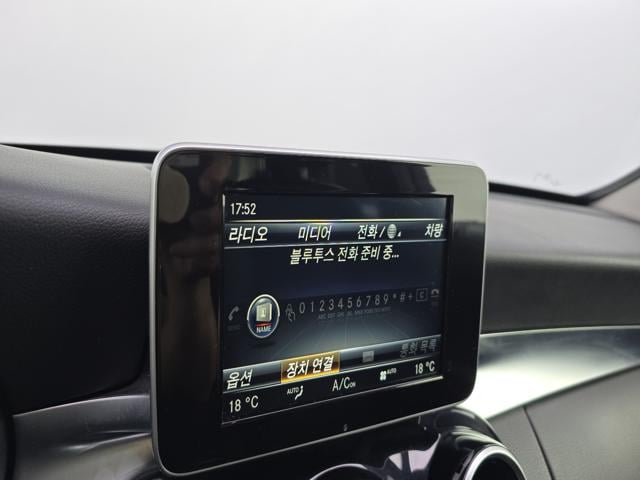 17:52
라디오 미디어 전화 / 4 차량
블루투스 전화 준비 중...
0 1 2 3 4 5 6 7 8 9 * # + C
NAME
옵션 장치 연결 통화 목록
18 °C AUTO A/C ON AUTO 18 °C